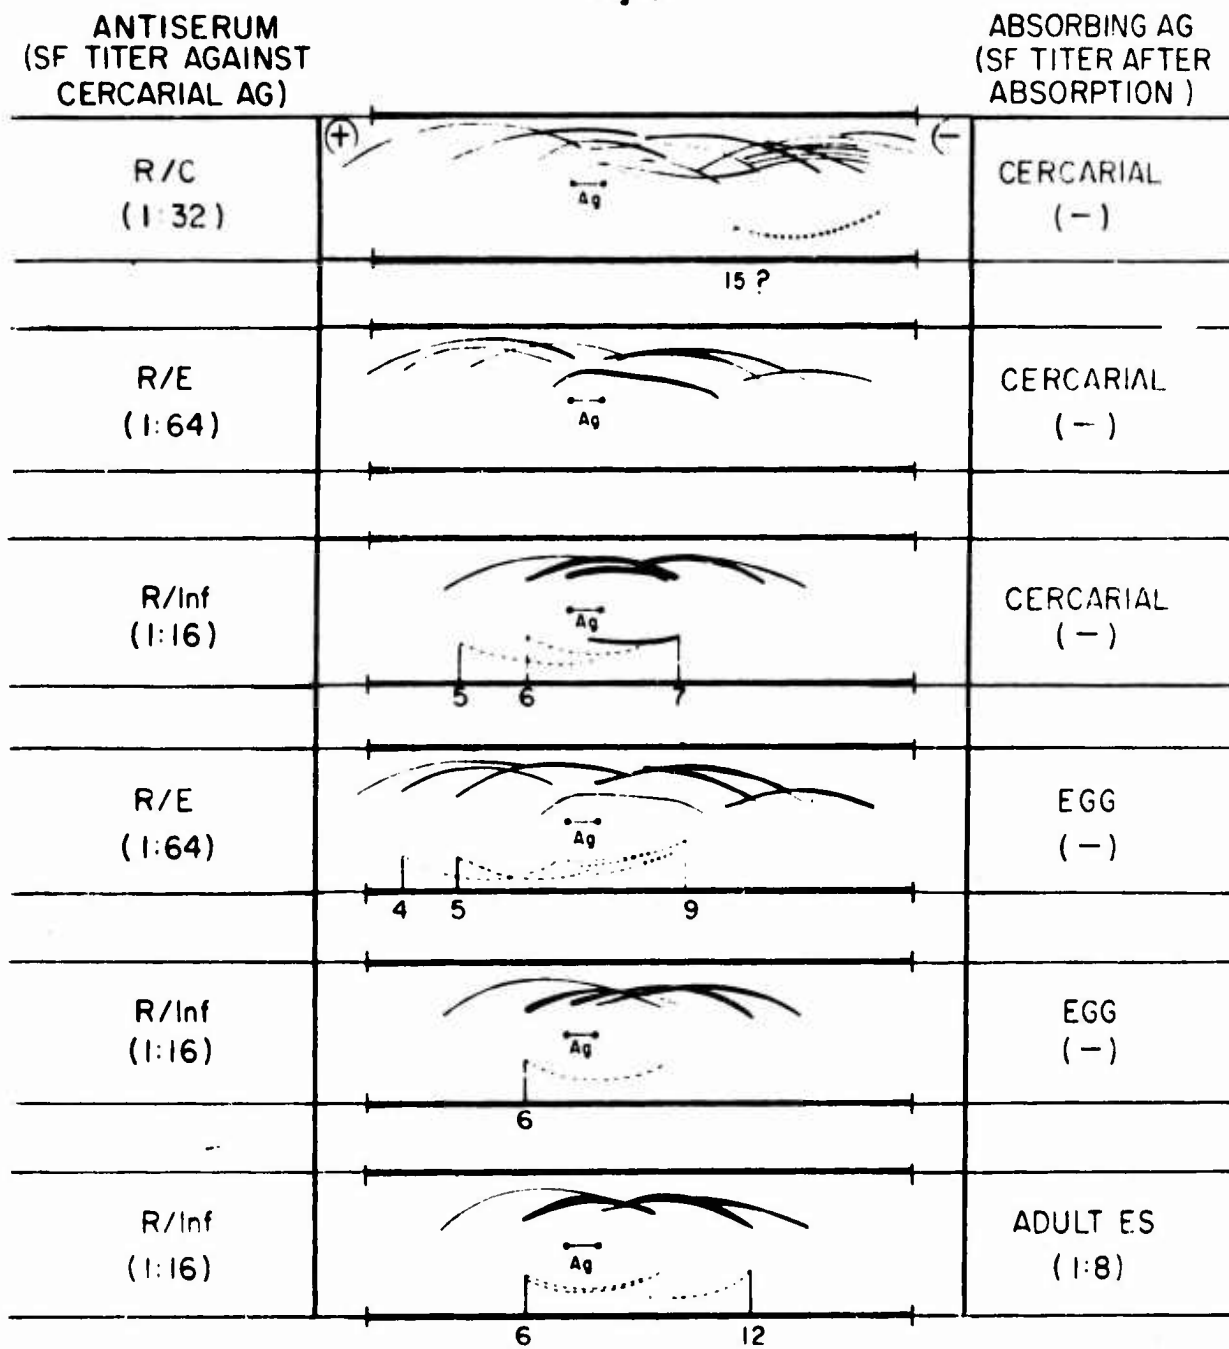 ANTISERUM
(SF TITER AGAINST
CERCARIAL AG)
ABSORBING AG
(SF TITER AFTER
ABSORPTION)
R/C
(1:32)
(+)
(-
Ag
15 ?
CERCARIAL
(-)
R/E
(1:64)
Ag
CERCARIAL
(-)
R/Inf
(1:16)
Ag
5 6 7
CERCARIAL
(-)
R/E
(1:64)
Ag
4 5 9
EGG
(-)
R/Inf
(1:16)
Ag
6
EGG
(-)
R/Inf
(1:16)
Ag
6 12
ADULT ES
(1:8)